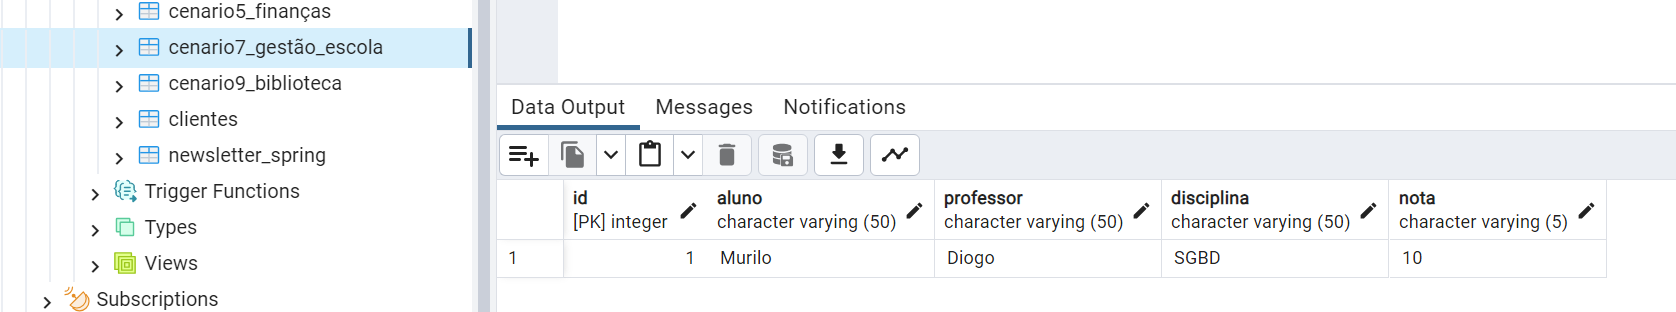 cenario5_finanças
cenario7_gestão_escola
cenario9_biblioteca
clientes
newsletter_spring
Trigger Functions
Types
Views
Subscriptions
Data Output Messages Notifications
id aluno professor disciplina nota
[PK] integer character varying (50) character varying (50) character varying (50) character varying (5)
1 1 Murilo Diogo SGBD 10